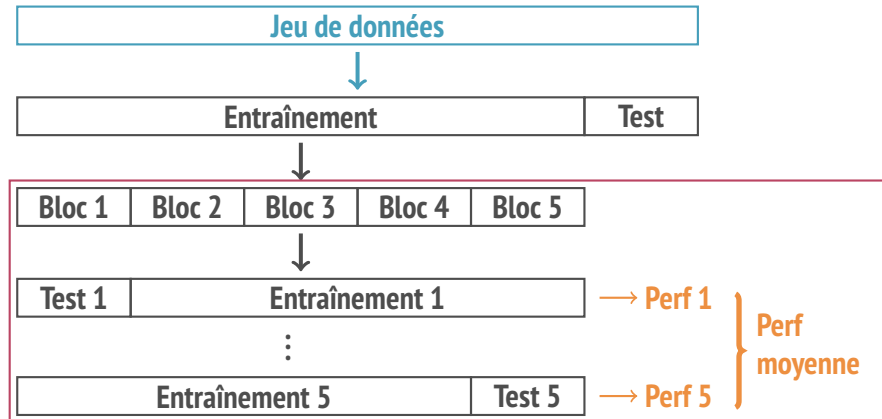 Jeu de données
Entraînement Test
Bloc 1 Bloc 2 Bloc 3 Bloc 4 Bloc 5
Test 1 Entraînement 1 Perf 1
Perf
moyenne
Entraînement 5 Test 5 Perf 5